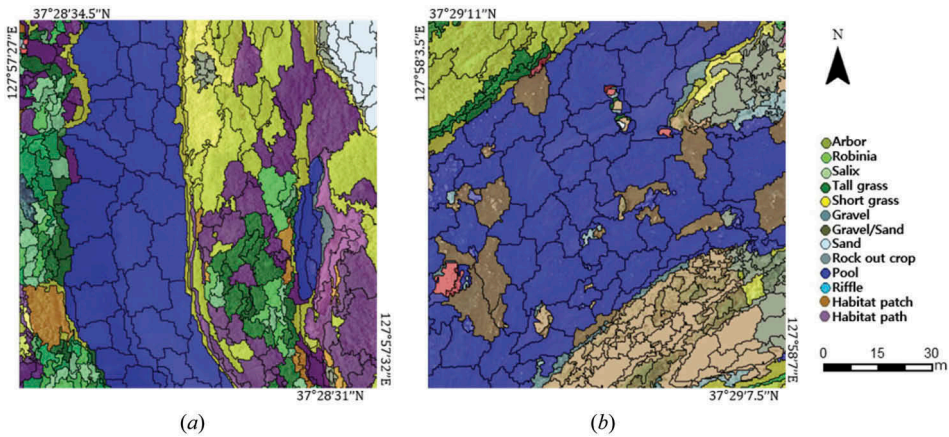 37°28'34.5"N
127°57'27"E
127°57'32"E
37°28'31"N
(a)
37°29'11"N
127°58'3.5"E
127°58'7"E
37°29'7.5"N
(b)
N
Arbor
Robinia
Salix
Tall grass
Short grass
Gravel
Gravel/Sand
Sand
Rock out crop
Pool
Riffle
Habitat patch
Habitat path
0 15 30
m